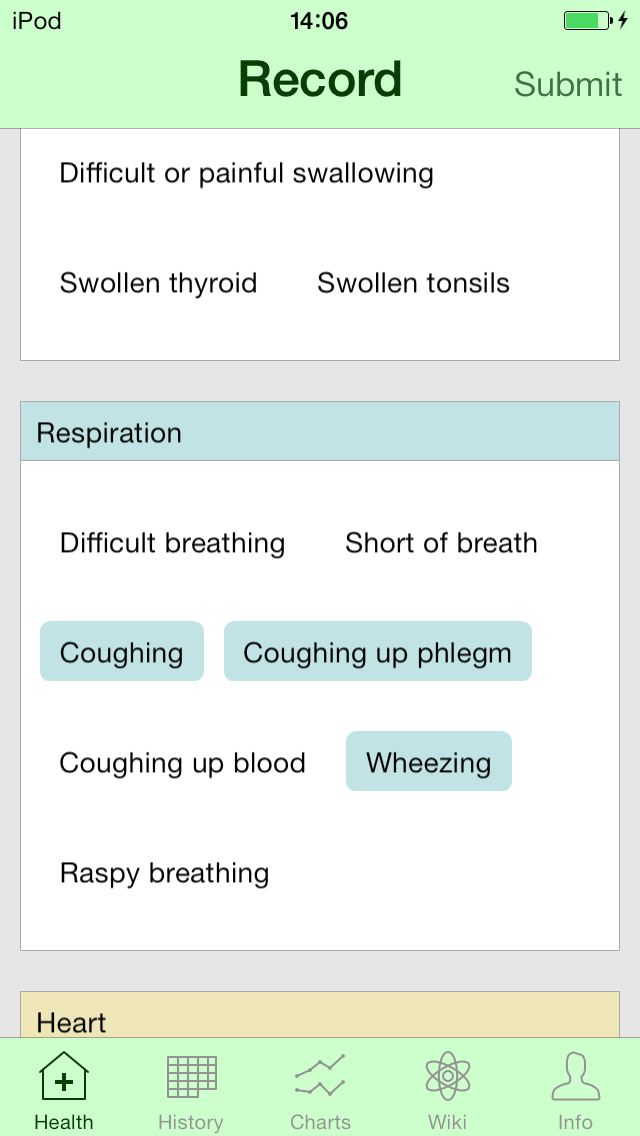 iPod 14:06
Record Submit
Difficult or painful swallowing
Swollen thyroid Swollen tonsils
Respiration
Difficult breathing Short of breath
Coughing Coughing up phlegm
Coughing up blood Wheezing
Raspy breathing
Heart
Health History Charts Wiki Info